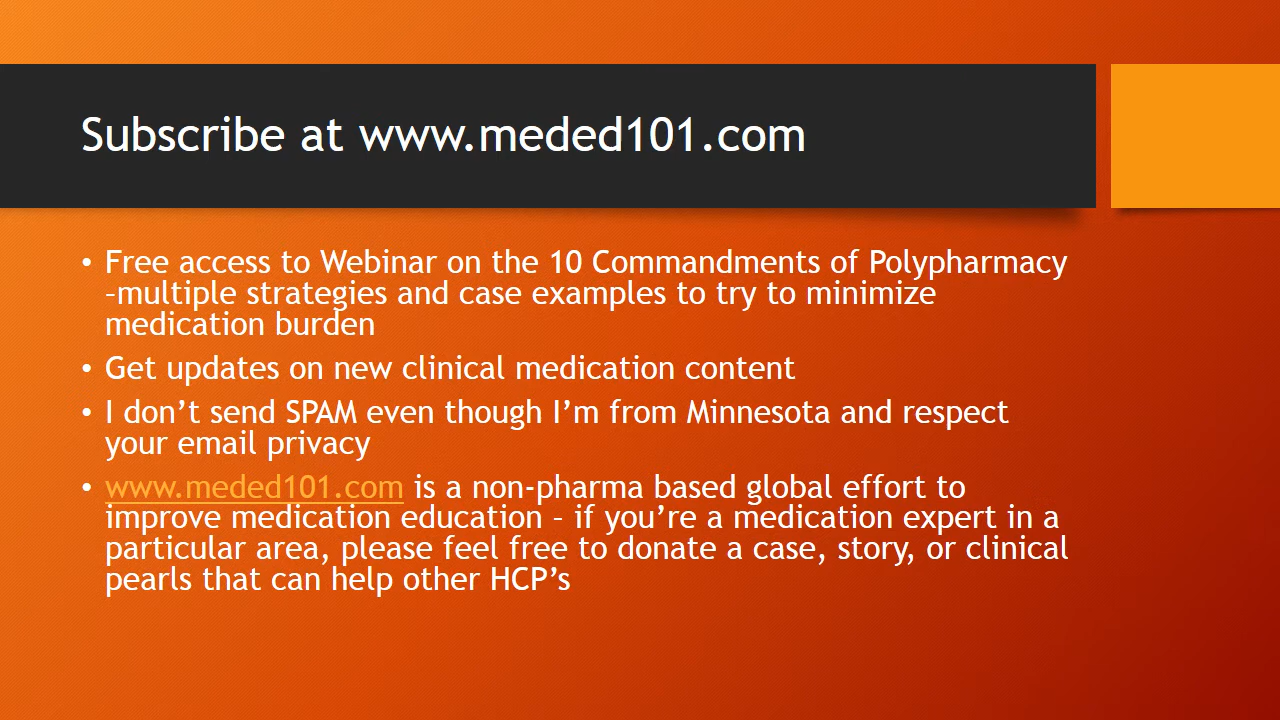 Subscribe at www.meded101.com
• Free access to Webinar on the 10 Commandments of Polypharmacy
–multiple strategies and case examples to try to minimize
medication burden
• Get updates on new clinical medication content
• I don’t send SPAM even though I’m from Minnesota and respect
your email privacy
• www.meded101.com is a non-pharma based global effort to
improve medication education – if you’re a medication expert in a
particular area, please feel free to donate a case, story, or clinical
pearls that can help other HCP’s